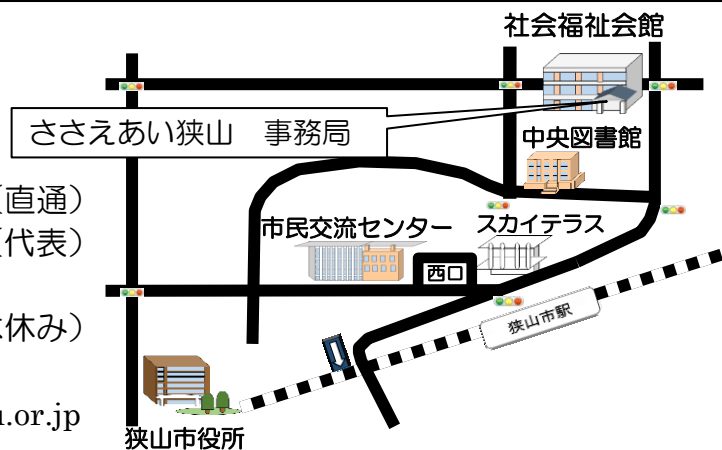 社会福祉会館
ささえあい狭山 事務局
中央図書館
直通）
代表）
市民交流センター
スカイテラス
西口
休み）
狭山市駅
u.or.jp
狭山市役所